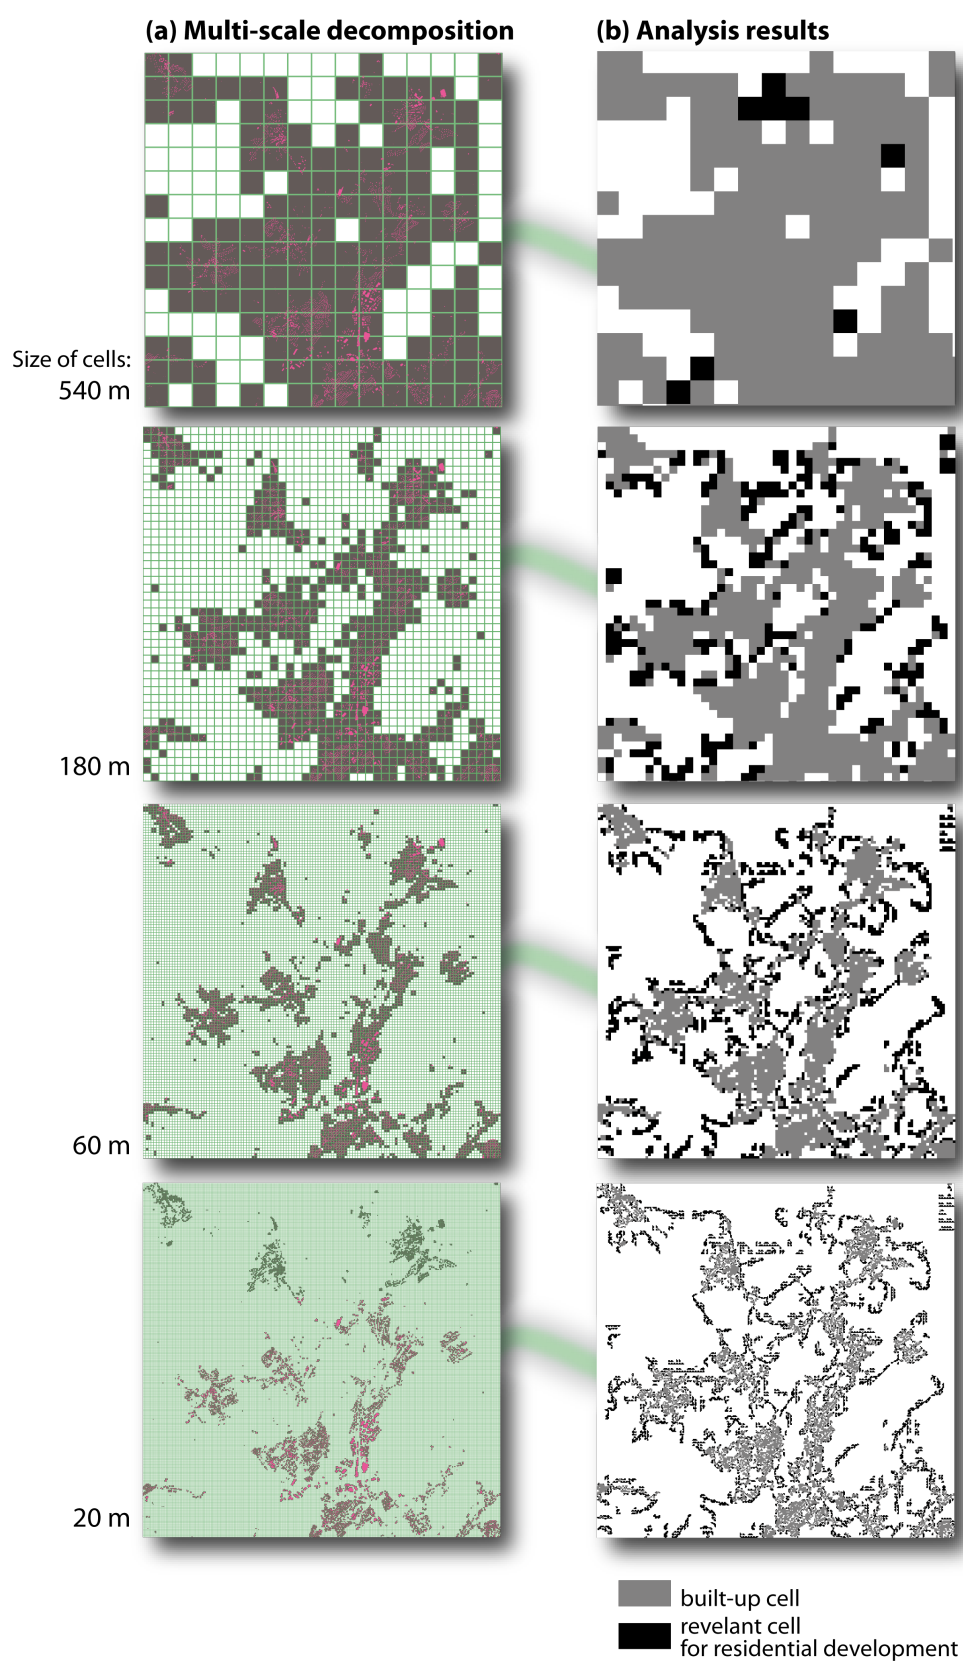 (a) Multi-scale decomposition
(b) Analysis results
Size of cells:
540 m
180 m
60 m
20 m
built-up cell
revelant cell
for residential development